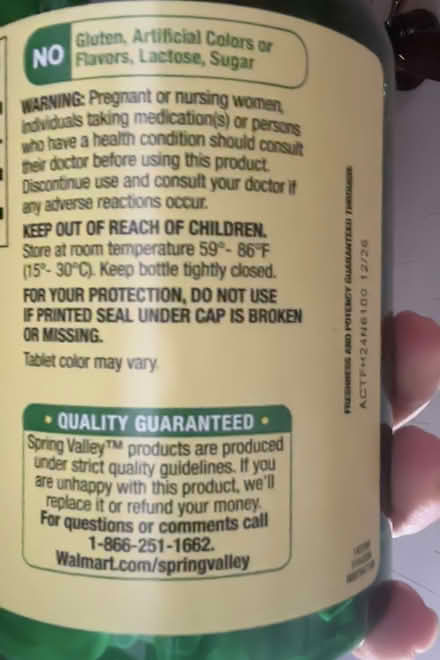 NO
Gluten, Artificial Colors or
Flavors, Lactose, Sugar
WARNING: Pregnant or nursing women,
individuals taking medication(s) or persons
who have a health condition should consult
their doctor before using this product.
Discontinue use and consult your doctor if
any adverse reactions occur.
KEEP OUT OF REACH OF CHILDREN.
Store at room temperature 59°- 86°F
(15°- 30°C). Keep bottle tightly closed.
FOR YOUR PROTECTION, DO NOT USE
IF PRINTED SEAL UNDER CAP IS BROKEN
OR MISSING.
Tablet color may vary.
• QUALITY GUARANTEED •
Spring Valley™ products are produced
under strict quality guidelines. If you
are unhappy with this product, we'll
replace it or refund your money.
For questions or comments call
1-866-251-1662.
Walmart.com/springvalley
FRESHNESS AND POTENCY GUARANTEED THROUGH
12/26